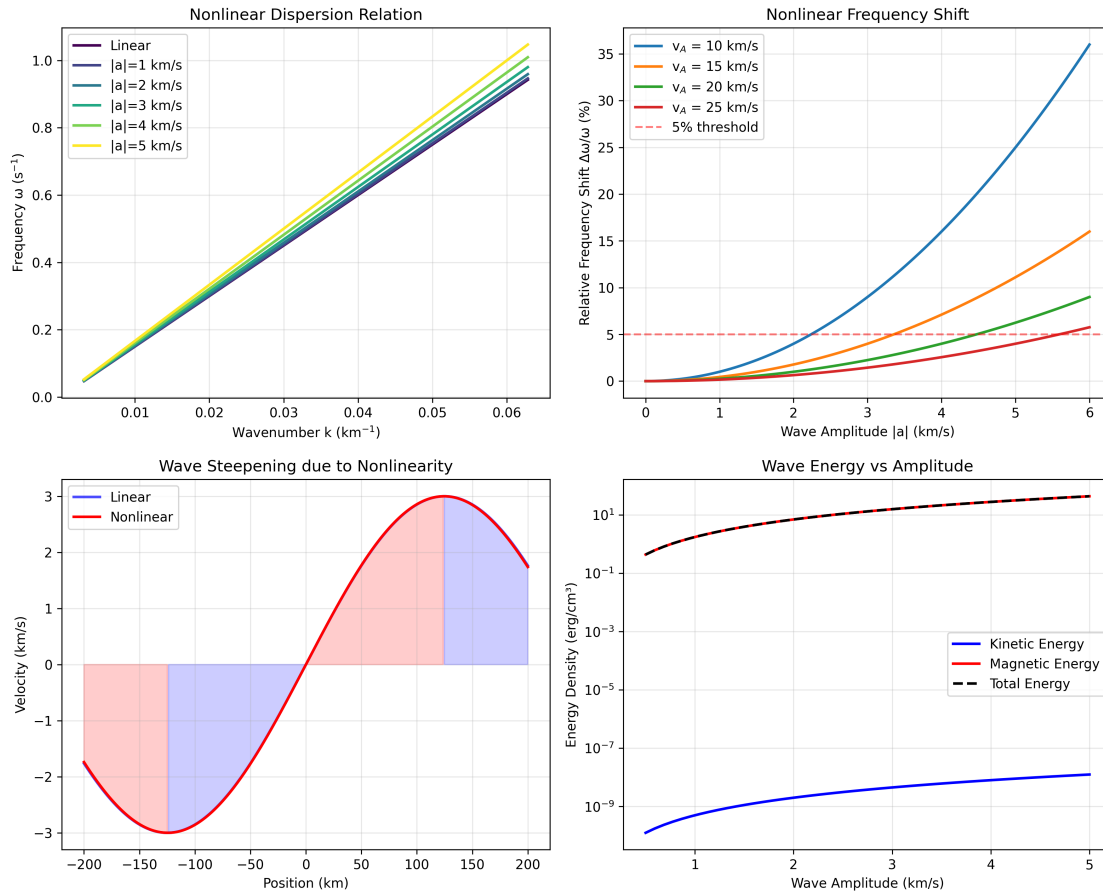 Nonlinear Dispersion Relation
Frequency ω (s⁻¹)
1.0
0.8
0.6
0.4
0.2
0.0
Linear
|a|=1 km/s
|a|=2 km/s
|a|=3 km/s
|a|=4 km/s
|a|=5 km/s
0.01 0.02 0.03 0.04 0.05 0.06
Wavenumber k (km⁻¹)
Nonlinear Frequency Shift
Relative Frequency Shift Δω/ω (%)
35
30
25
20
15
10
5
0
v_A = 10 km/s
v_A = 15 km/s
v_A = 20 km/s
v_A = 25 km/s
5% threshold
0 1 2 3 4 5 6
Wave Amplitude |a| (km/s)
Wave Steepening due to Nonlinearity
Velocity (km/s)
3
2
1
0
−1
−2
−3
Linear
Nonlinear
−200 −150 −100 −50 0 50 100 150 200
Position (km)
Wave Energy vs Amplitude
Energy Density (erg/cm³)
10¹
10⁻¹
10⁻³
10⁻⁵
10⁻⁷
10⁻⁹
Kinetic Energy
Magnetic Energy
Total Energy
1 2 3 4 5
Wave Amplitude (km/s)